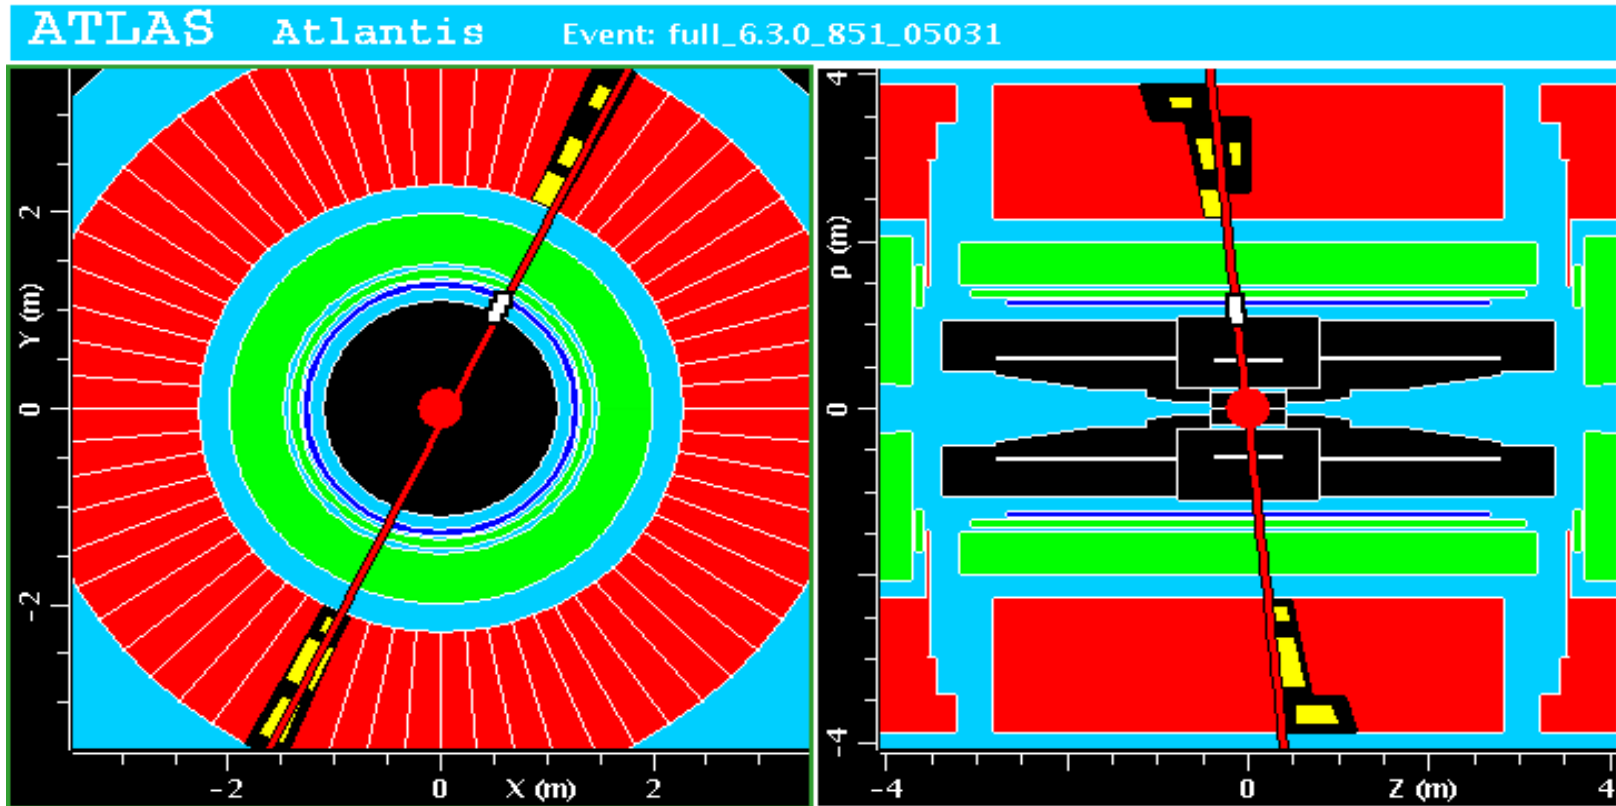 ATLAS Atlantis Event: full_6.3.0_851_05031
2
0
-2
Y (m)
-2 0 X (m) 2
4
ρ (m)
0
-4
-4 0 Z (m) 4